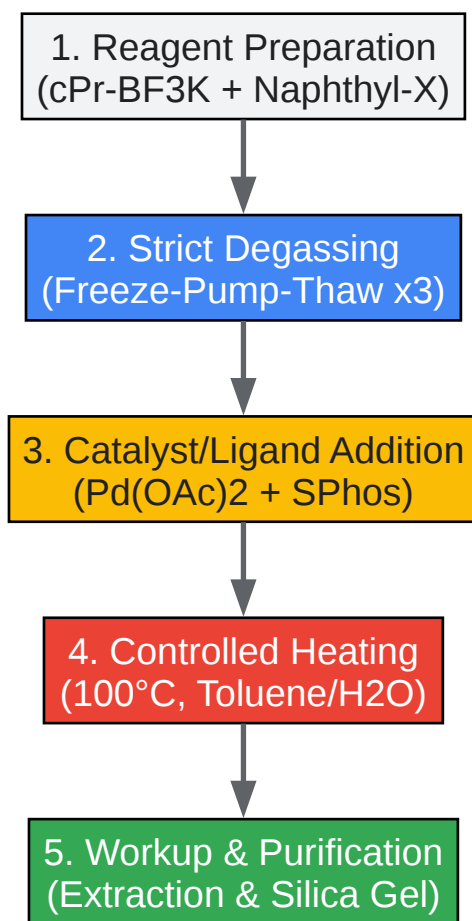 1. Reagent Preparation
(cPr-BF3K + Naphthyl-X)
2. Strict Degassing
(Freeze-Pump-Thaw x3)
3. Catalyst/Ligand Addition
(Pd(OAc)2 + SPhos)
4. Controlled Heating
(100°C, Toluene/H2O)
5. Workup & Purification
(Extraction & Silica Gel)